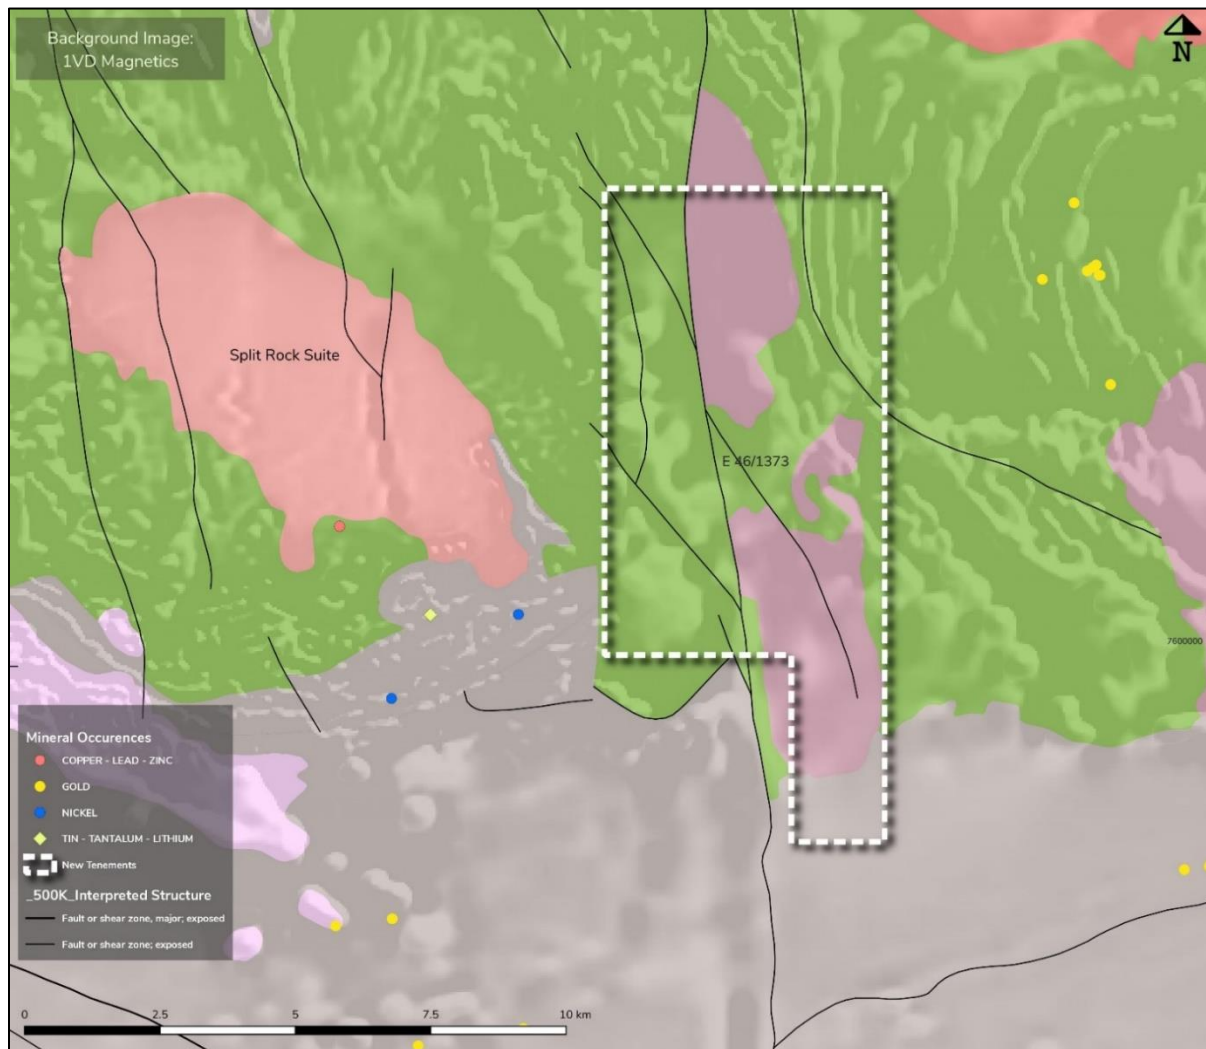 Background Image:
1VD Magnetics
N
Split Rock Suite
E 46/1373
7600000
Mineral Occurences
COPPER - LEAD - ZINC
GOLD
NICKEL
TIN - TANTALUM - LITHIUM
New Tenements
_500K_Interpreted Structure
Fault or shear zone, major; exposed
Fault or shear zone; exposed
0 2.5 5 7.5 10 km